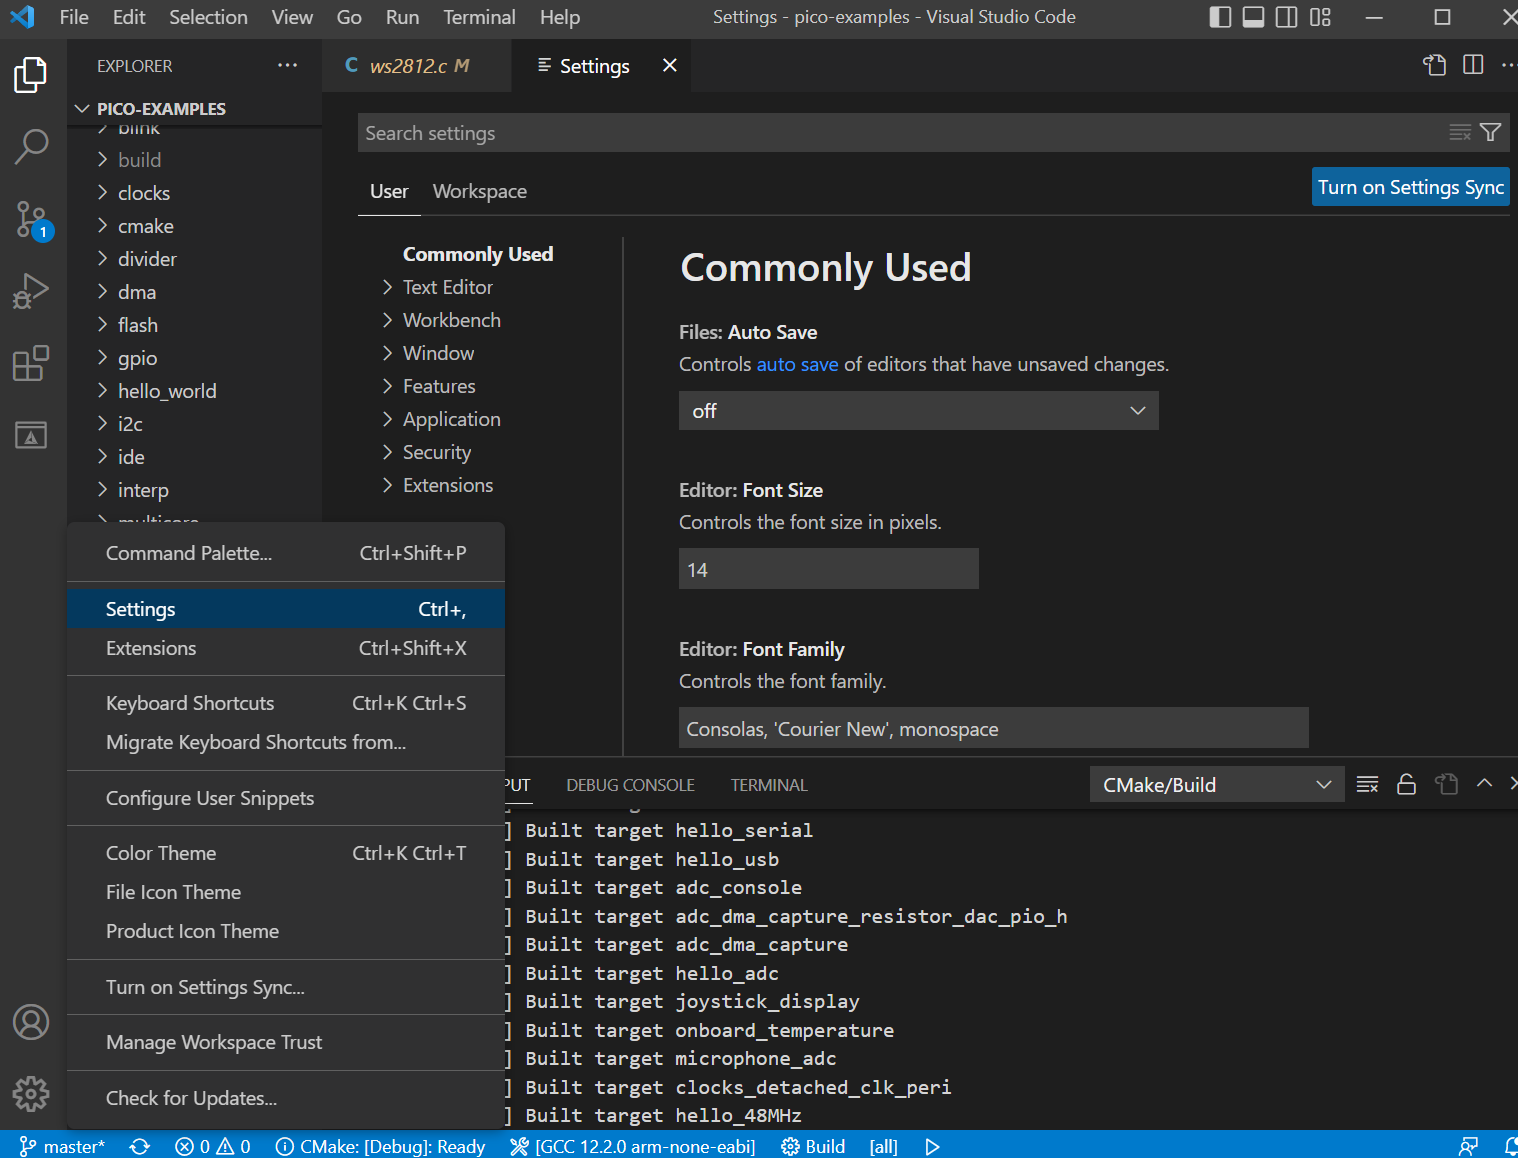 File Edit Selection View Go Run Terminal Help
Settings - pico-examples - Visual Studio Code
EXPLORER
PICO-EXAMPLES
blink
build
clocks
cmake
divider
dma
flash
gpio
hello_world
i2c
ide
interp
multicore
1
C ws2812.c M
Settings
Search settings
User Workspace
Turn on Settings Sync
Commonly Used
Text Editor
Workbench
Window
Features
Application
Security
Extensions
Commonly Used
Files: Auto Save
Controls auto save of editors that have unsaved changes.
off
Editor: Font Size
Controls the font size in pixels.
14
Editor: Font Family
Controls the font family.
Consolas, 'Courier New', monospace
Command Palette... Ctrl+Shift+P
Settings Ctrl+,
Extensions Ctrl+Shift+X
Keyboard Shortcuts Ctrl+K Ctrl+S
Migrate Keyboard Shortcuts from...
Configure User Snippets
Color Theme Ctrl+K Ctrl+T
File Icon Theme
Product Icon Theme
Turn on Settings Sync...
Manage Workspace Trust
Check for Updates...
PUT DEBUG CONSOLE TERMINAL
CMake/Build
] Built target hello_serial
] Built target hello_usb
] Built target adc_console
] Built target adc_dma_capture_resistor_dac_pio_h
] Built target adc_dma_capture
] Built target hello_adc
] Built target joystick_display
] Built target onboard_temperature
] Built target microphone_adc
] Built target clocks_detached_clk_peri
] Built target hello_48MHz
master* 0 0 CMake: [Debug]: Ready [GCC 12.2.0 arm-none-eabi] Build [all]